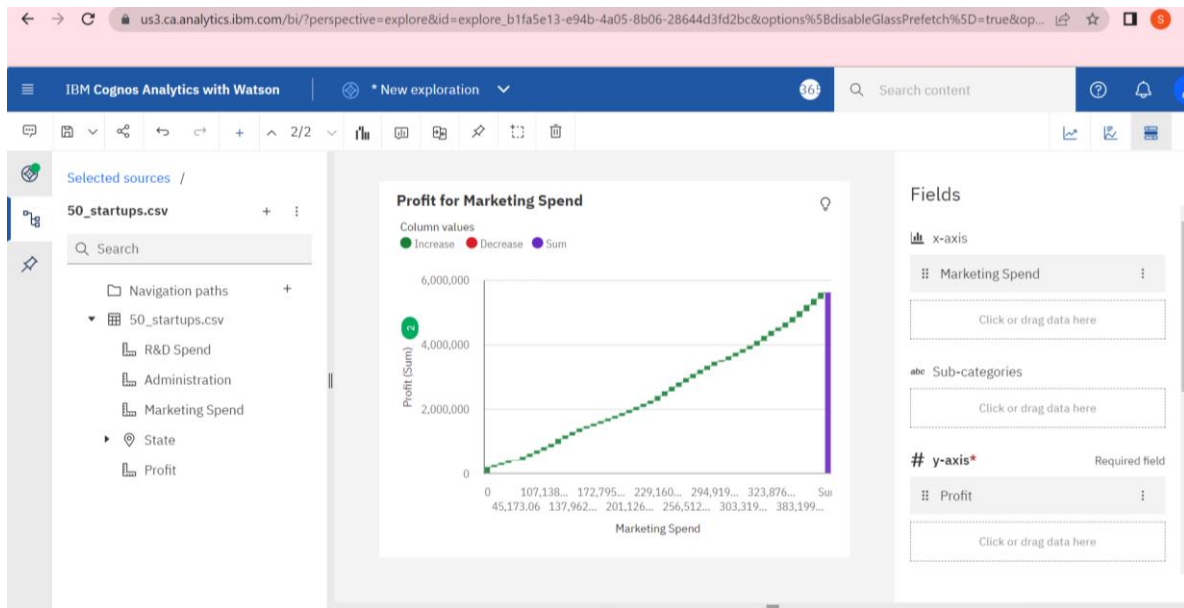 us3.ca.analytics.ibm.com/bi/?perspective=explore&id=explore_b1fa5e13-e94b-4a05-8b06-28644d3fd2bc&options%5BdisableGlassPrefetch%5D=true&op...
S
IBM Cognos Analytics with Watson
* New exploration
365
Search content
2/2
Selected sources /
50_startups.csv
Search
Navigation paths
50_startups.csv
R&D Spend
Administration
Marketing Spend
State
Profit
Profit for Marketing Spend
Column values
Increase Decrease Sum
6,000,000
4,000,000
2,000,000
0
2
Profit (Sum)
0 107,138... 172,795... 229,160... 294,919... 323,876... Sum
45,173.06 137,962... 201,126... 256,512... 303,319... 383,199...
Marketing Spend
Fields
x-axis
Marketing Spend
Click or drag data here
abc Sub-categories
Click or drag data here
# y-axis* Required field
Profit
Click or drag data here